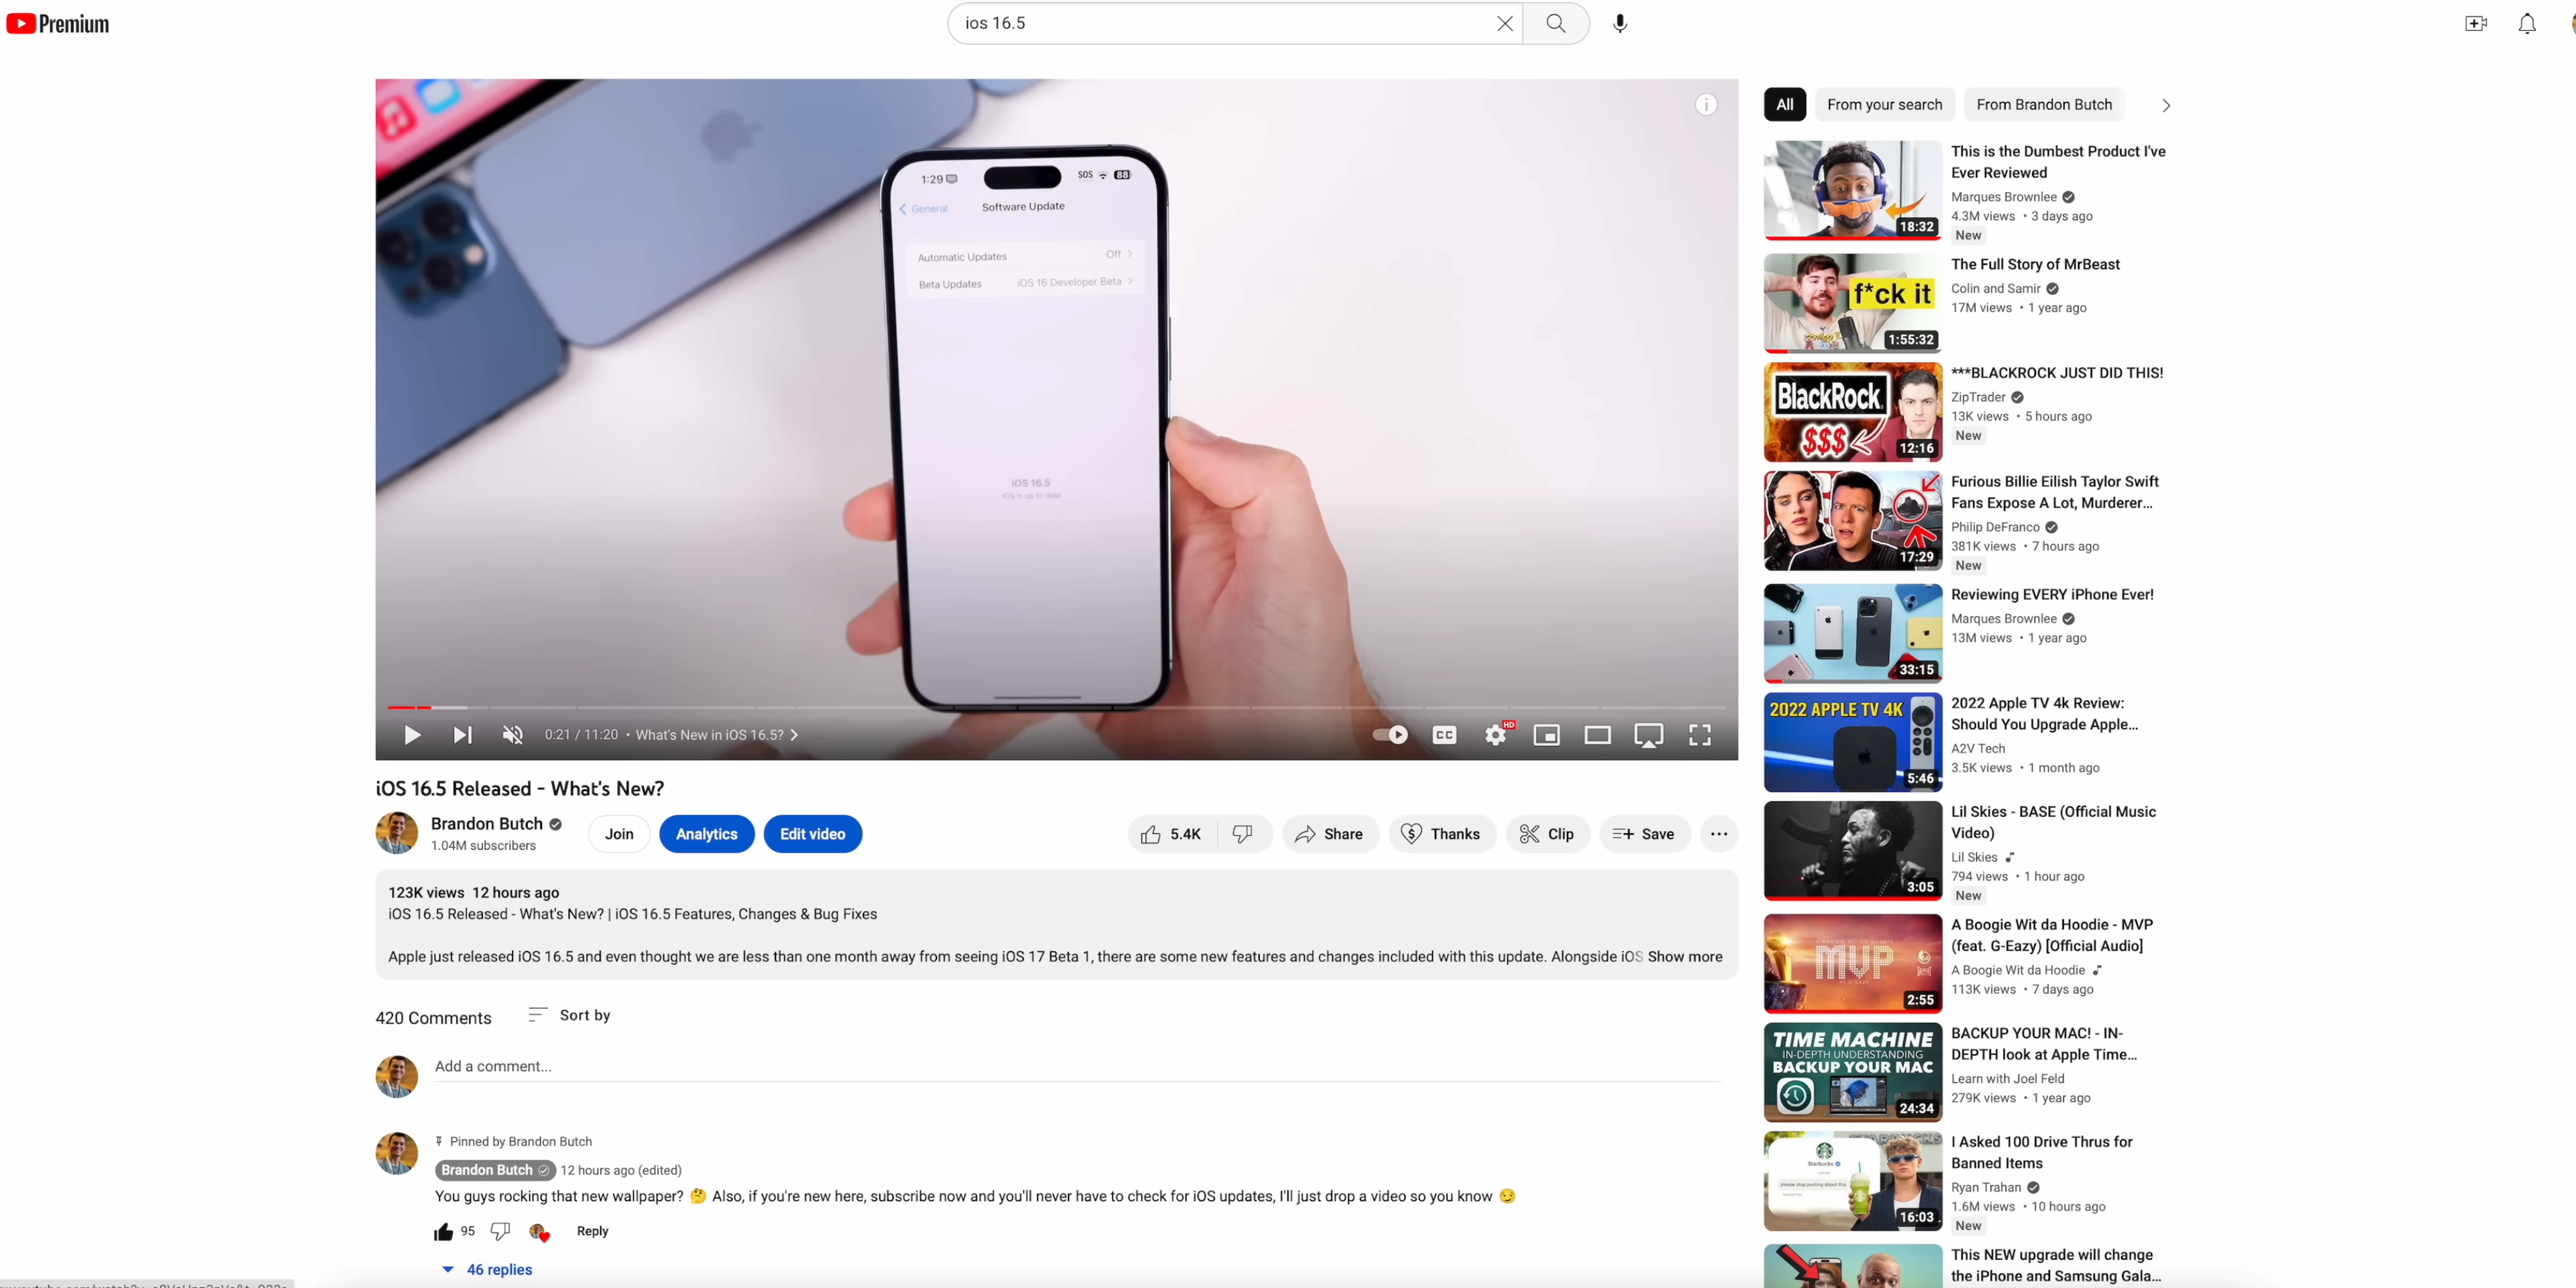 Premium
ios 16.5
1:29
SOS
88
General
Software Update
Automatic Updates
Off
Beta Updates
iOS 16 Developer Beta
iOS 16.5
iOS is up to date
0:21 / 11:20 • What's New in iOS 16.5?
CC
HD
iOS 16.5 Released - What's New?
Brandon Butch
1.04M subscribers
Join
Analytics
Edit video
5.4K
Share
Thanks
Clip
Save
123K views 12 hours ago
iOS 16.5 Released - What's New? | iOS 16.5 Features, Changes & Bug Fixes
Apple just released iOS 16.5 and even thought we are less than one month away from seeing iOS 17 Beta 1, there are some new features and changes included with this update. Alongside iOS Show more
420 Comments
Sort by
Add a comment...
Pinned by Brandon Butch
Brandon Butch 12 hours ago (edited)
You guys rocking that new wallpaper? 🤔 Also, if you're new here, subscribe now and you'll never have to check for iOS updates, I'll just drop a video so you know 😏
95
Reply
46 replies
All
From your search
From Brandon Butch
18:32
This is the Dumbest Product I've
Ever Reviewed
Marques Brownlee
4.3M views • 3 days ago
New
f*ck it
1:55:32
The Full Story of MrBeast
Colin and Samir
17M views • 1 year ago
BlackRock
$$$
12:16
***BLACKROCK JUST DID THIS!
ZipTrader
13K views • 5 hours ago
New
17:29
Furious Billie Eilish Taylor Swift
Fans Expose A Lot, Murderer...
Philip DeFranco
381K views • 7 hours ago
New
33:15
Reviewing EVERY iPhone Ever!
Marques Brownlee
13M views • 1 year ago
2022 APPLE TV 4K
5:46
2022 Apple TV 4k Review:
Should You Upgrade Apple...
A2V Tech
3.5K views • 1 month ago
3:05
Lil Skies - BASE (Official Music
Video)
Lil Skies
794 views • 1 hour ago
New
MVP
2:55
A Boogie Wit da Hoodie - MVP
(feat. G-Eazy) [Official Audio]
A Boogie Wit da Hoodie
113K views • 7 days ago
TIME MACHINE
IN-DEPTH UNDERSTANDING
BACKUP YOUR MAC
24:34
BACKUP YOUR MAC! - IN-
DEPTH look at Apple Time...
Learn with Joel Feld
279K views • 1 year ago
Starbucks
please stop posting about this
16:03
I Asked 100 Drive Thrus for
Banned Items
Ryan Trahan
1.6M views • 10 hours ago
New
This NEW upgrade will change
the iPhone and Samsung Gala...